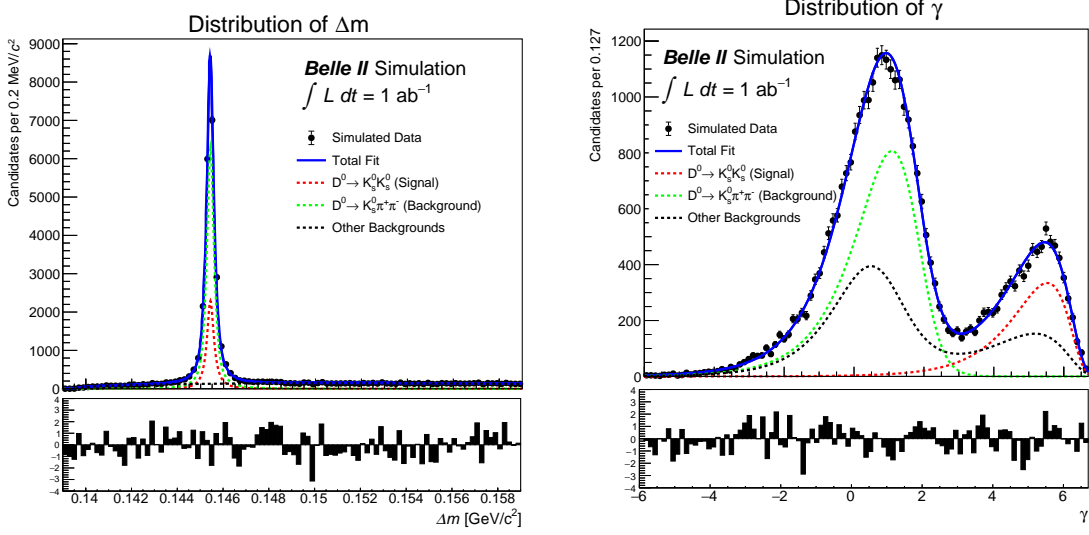 Distribution of Δm
Candidates per 0.2 MeV/c²
9000
8000
7000
6000
5000
4000
3000
2000
1000
0
Belle II Simulation
∫ L dt = 1 ab⁻¹
Simulated Data
Total Fit
D⁰→ K⁰ₛK⁰ₛ (Signal)
D⁰→ K⁰ₛπ⁺π⁻ (Background)
Other Backgrounds
4
3
2
1
0
−1
−2
−3
−4
0.14 0.142 0.144 0.146 0.148 0.15 0.152 0.154 0.156 0.158
Δm [GeV/c²]
Distribution of γ
Candidates per 0.127
1200
1000
800
600
400
200
0
Belle II Simulation
∫ L dt = 1 ab⁻¹
Simulated Data
Total Fit
D⁰→ K⁰ₛK⁰ₛ (Signal)
D⁰→ K⁰ₛπ⁺π⁻ (Background)
Other Backgrounds
4
3
2
1
0
−1
−2
−3
−4
−6 −4 −2 0 2 4 6
γ